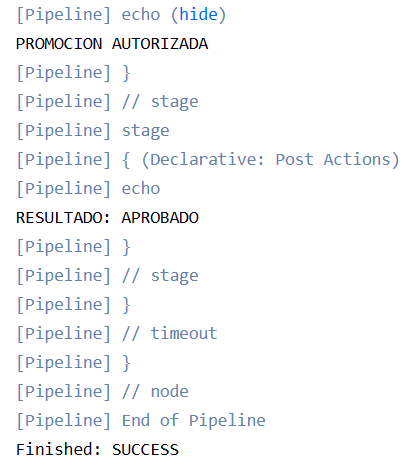 [Pipeline] echo (hide)
PROMOCION AUTORIZADA
[Pipeline] }
[Pipeline] // stage
[Pipeline] stage
[Pipeline] { (Declarative: Post Actions)
[Pipeline] echo
RESULTADO: APROBADO
[Pipeline] }
[Pipeline] // stage
[Pipeline] }
[Pipeline] // timeout
[Pipeline] }
[Pipeline] // node
[Pipeline] End of Pipeline
Finished: SUCCESS